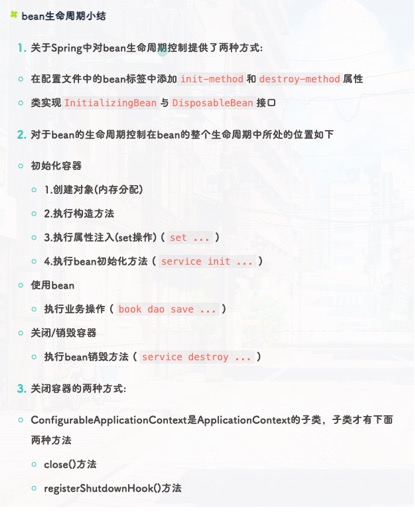 bean生命周期小结
1. 关于Spring中对bean生命周期控制提供了两种方式:
在配置文件中的bean标签中添加 init-method 和 destroy-method 属性
类实现 InitializingBean 与 DisposableBean 接口
2. 对于bean的生命周期控制在bean的整个生命周期中所处的位置如下
初始化容器
1.创建对象(内存分配)
2.执行构造方法
3.执行属性注入(set操作) ( set ... )
4.执行bean初始化方法 ( service init ... )
使用bean
执行业务操作 ( book dao save ... )
关闭/销毁容器
执行bean销毁方法 ( service destroy ... )
3. 关闭容器的两种方式:
ConfigurableApplicationContext是ApplicationContext的子类，子类才有下面
两种方法
close()方法
registerShutdownHook()方法